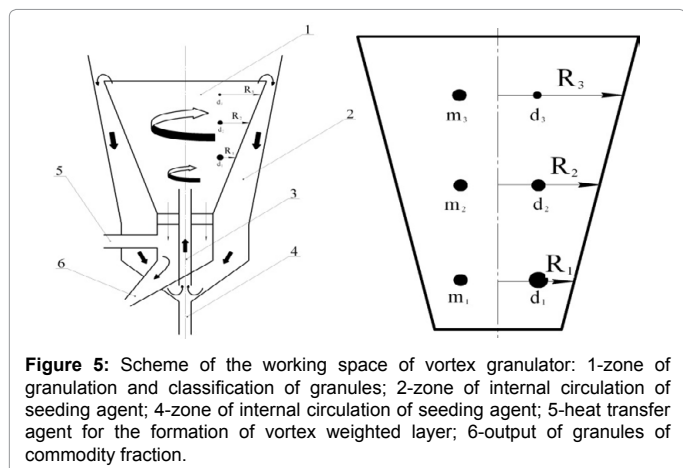 1
2
3
4
5
6
R₃
d₃
R₂
d₂
R₁
d₁
R₃
m₃ d₃
R₂
m₂ d₂
R₁
m₁ d₁
Figure 5: Scheme of the working space of vortex granulator: 1-zone of
granulation and classification of granules; 2-zone of internal circulation of
seeding agent; 4-zone of internal circulation of seeding agent; 5-heat transfer
agent for the formation of vortex weighted layer; 6-output of granules of
commodity fraction.